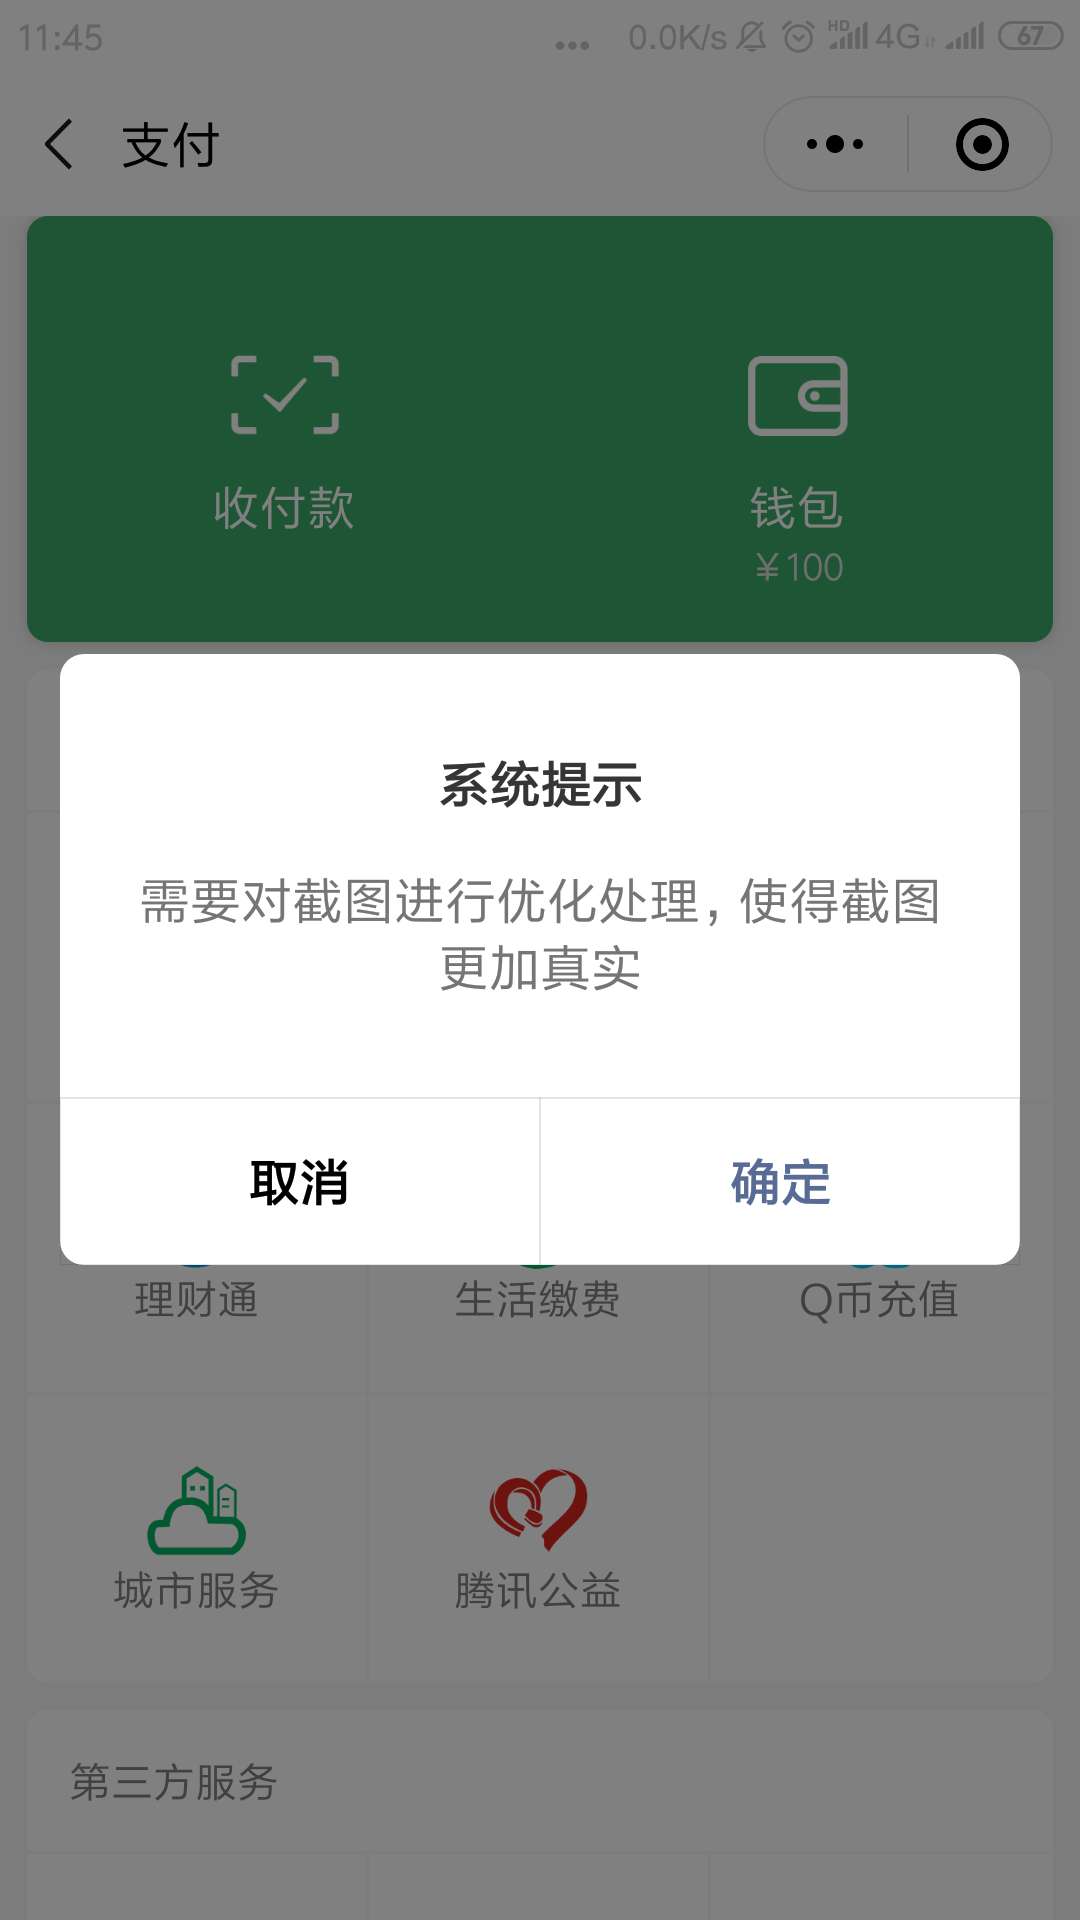 11:45
0.0K/s
HD
4G
67
支付
收付款
钱包
￥100
系统提示
需要对截图进行优化处理，使得截图
更加真实
取消
确定
理财通
生活缴费
Q币充值
城市服务
腾讯公益
第三方服务